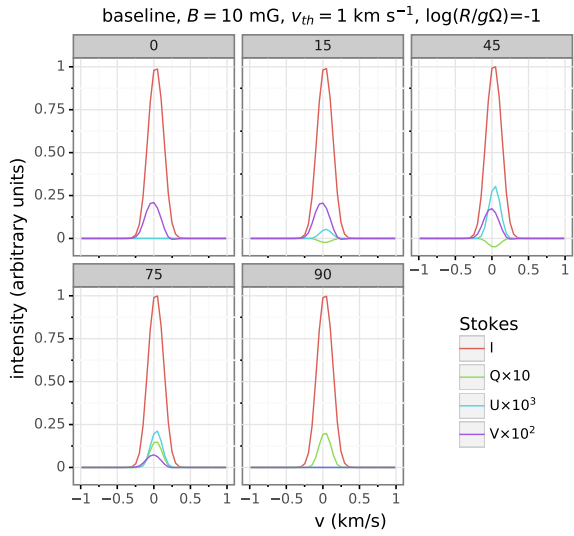 baseline, B = 10 mG, vₜₕ = 1 km s⁻¹, log(R/gΩ)=-1
0 15 45
1
0.75
0.50
0.25
0
−1 −0.5 0 0.5 1
75 90
1
0.75
0.50
0.25
0
−1 −0.5 0 0.5 1 −1 −0.5 0 0.5 1
intensity (arbitrary units)
v (km/s)
Stokes
I
Q×10
U×10³
V×10²